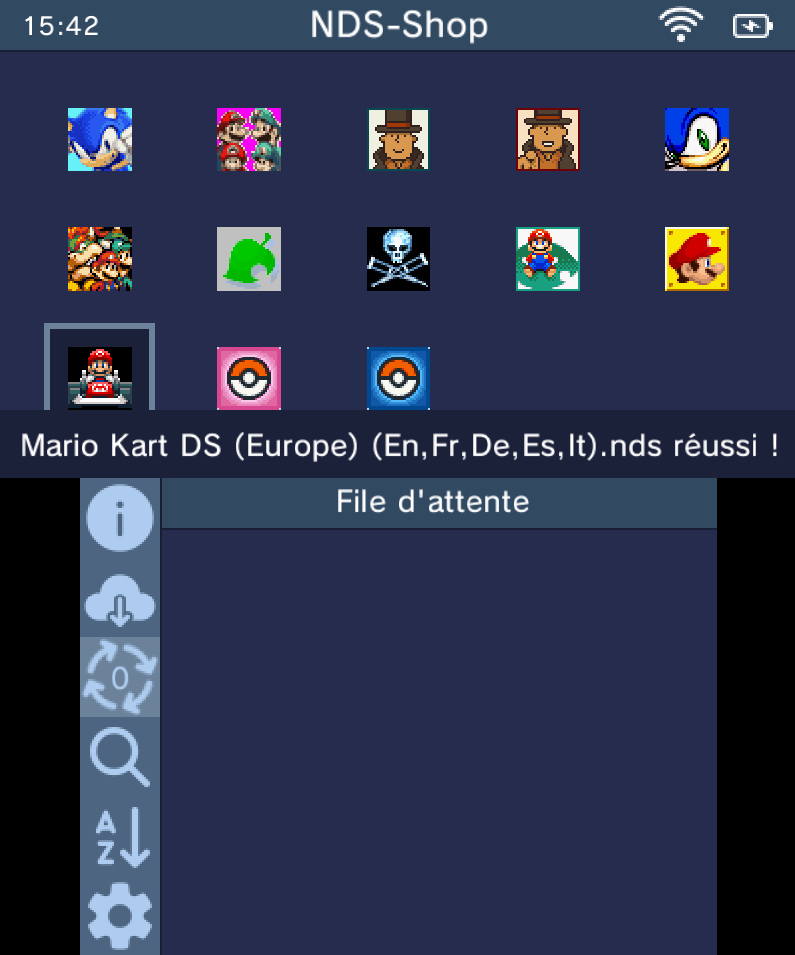 15:42
NDS-Shop
Mario Kart DS (Europe) (En,Fr,De,Es,It).nds réussi !
File d'attente
i
0
A
Z